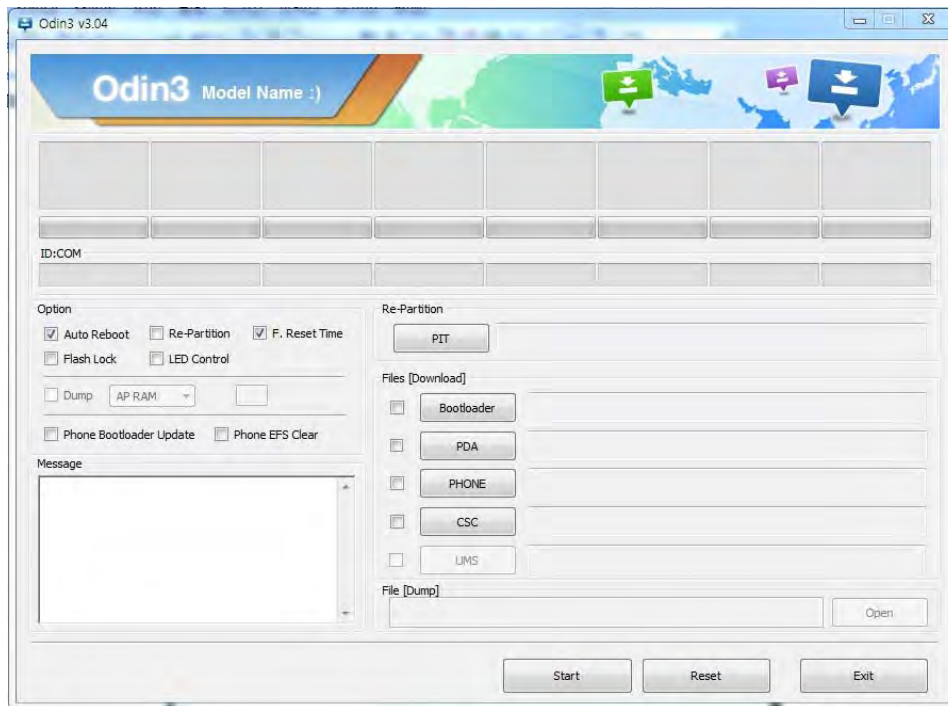 Odin3 v3.04
Odin3 Model Name :)
ID:COM
Option
Auto Reboot Re-Partition F. Reset Time
Flash Lock LED Control
Dump AP RAM
Phone Bootloader Update Phone EFS Clear
Message
Re-Partition
PIT
Files [Download]
Bootloader
PDA
PHONE
CSC
UMS
File [Dump]
Open
Start Reset Exit